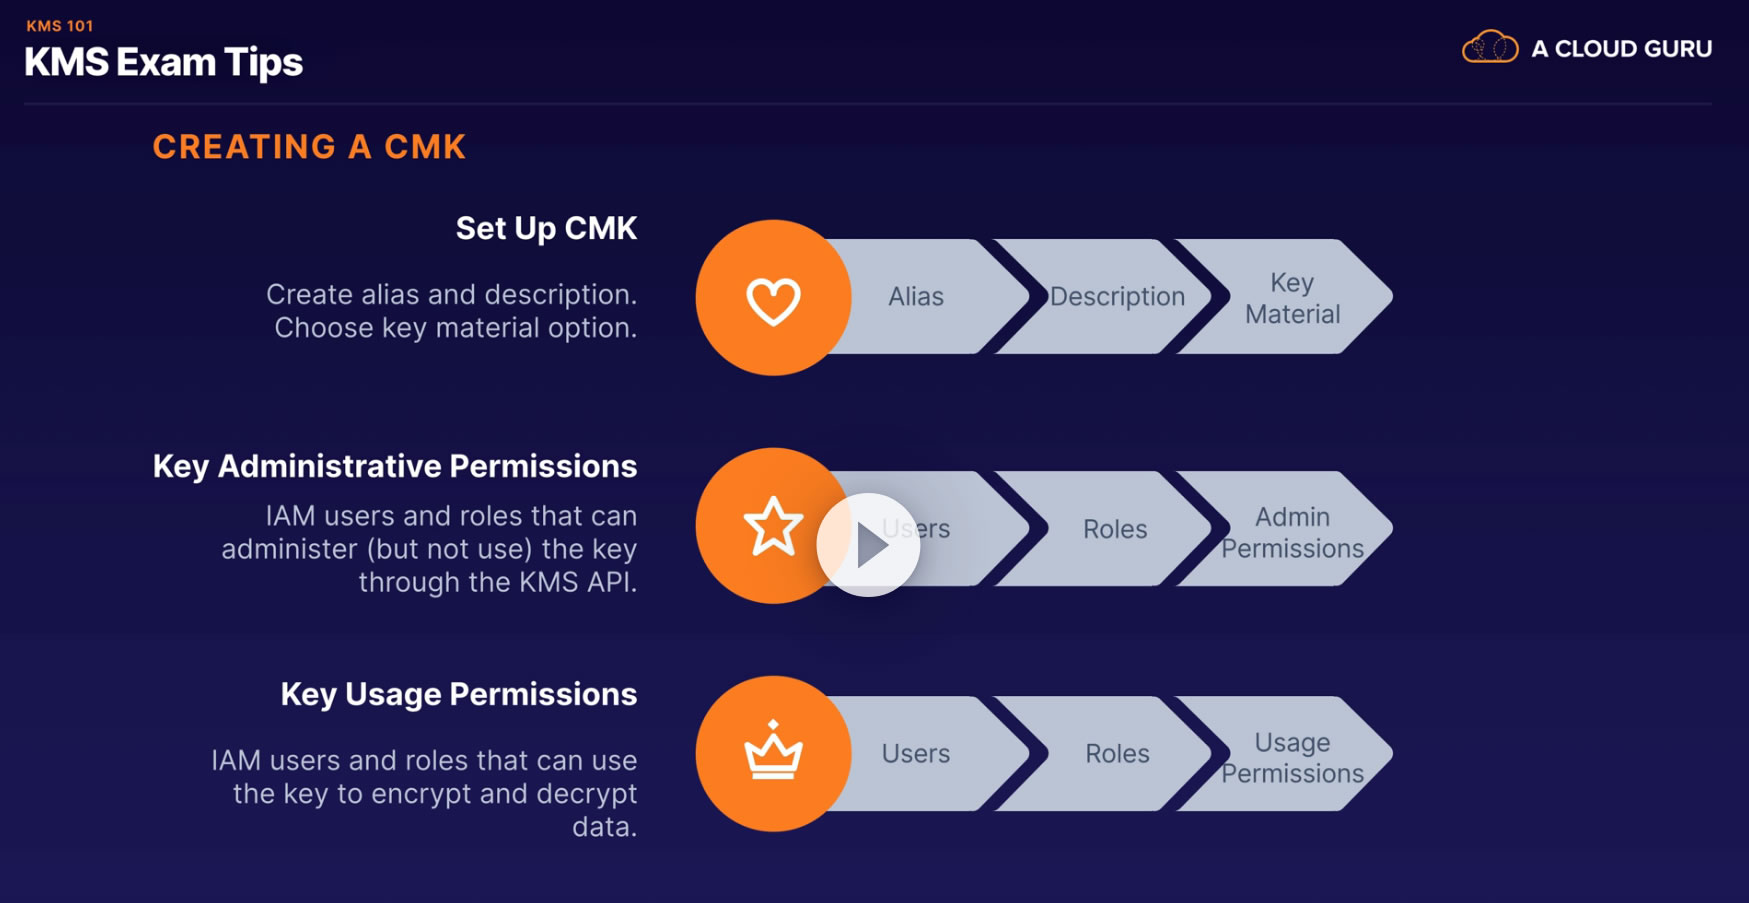 KMS 101
KMS Exam Tips
A CLOUD GURU
CREATING A CMK
Set Up CMK
Create alias and description.
Choose key material option.
Alias
Description
Key
Material
Key Administrative Permissions
IAM users and roles that can
administer (but not use) the key
through the KMS API.
Users
Roles
Admin
Permissions
Key Usage Permissions
IAM users and roles that can use
the key to encrypt and decrypt
data.
Users
Roles
Usage
Permissions